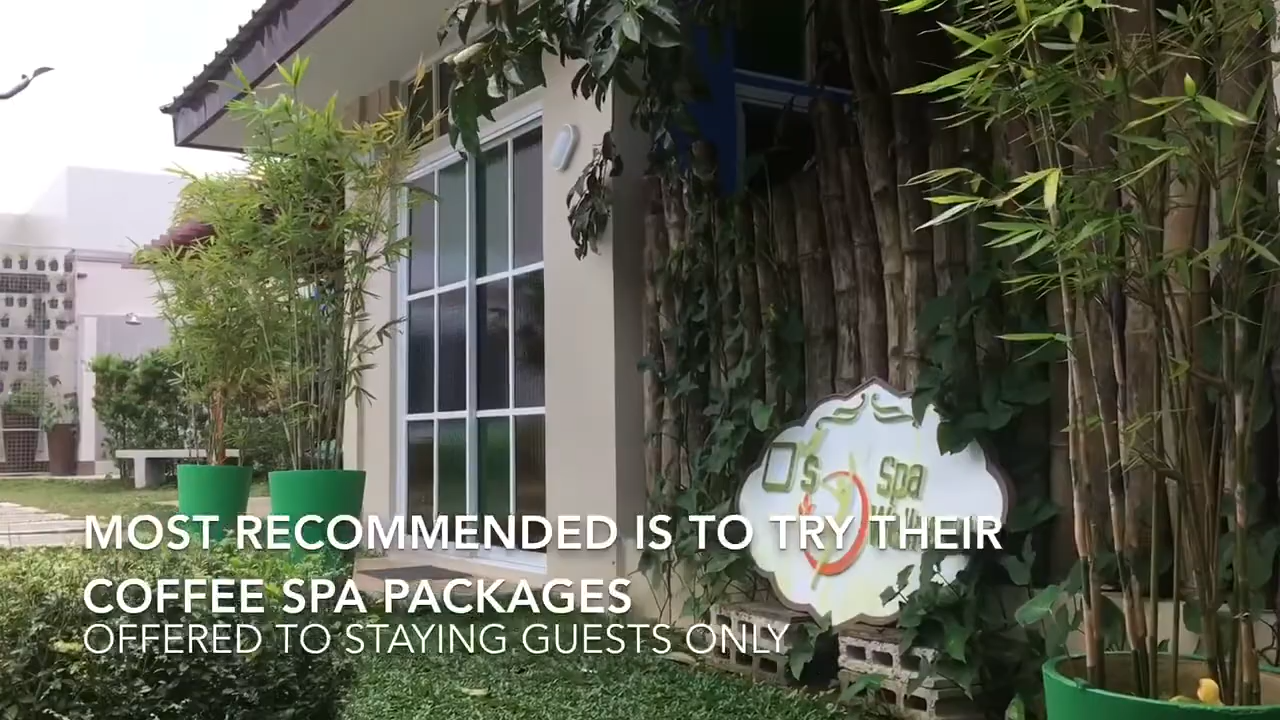 's Spa
MOST RECOMMENDED IS TO TRY THEIR
COFFEE SPA PACKAGES
OFFERED TO STAYING GUESTS ONLY